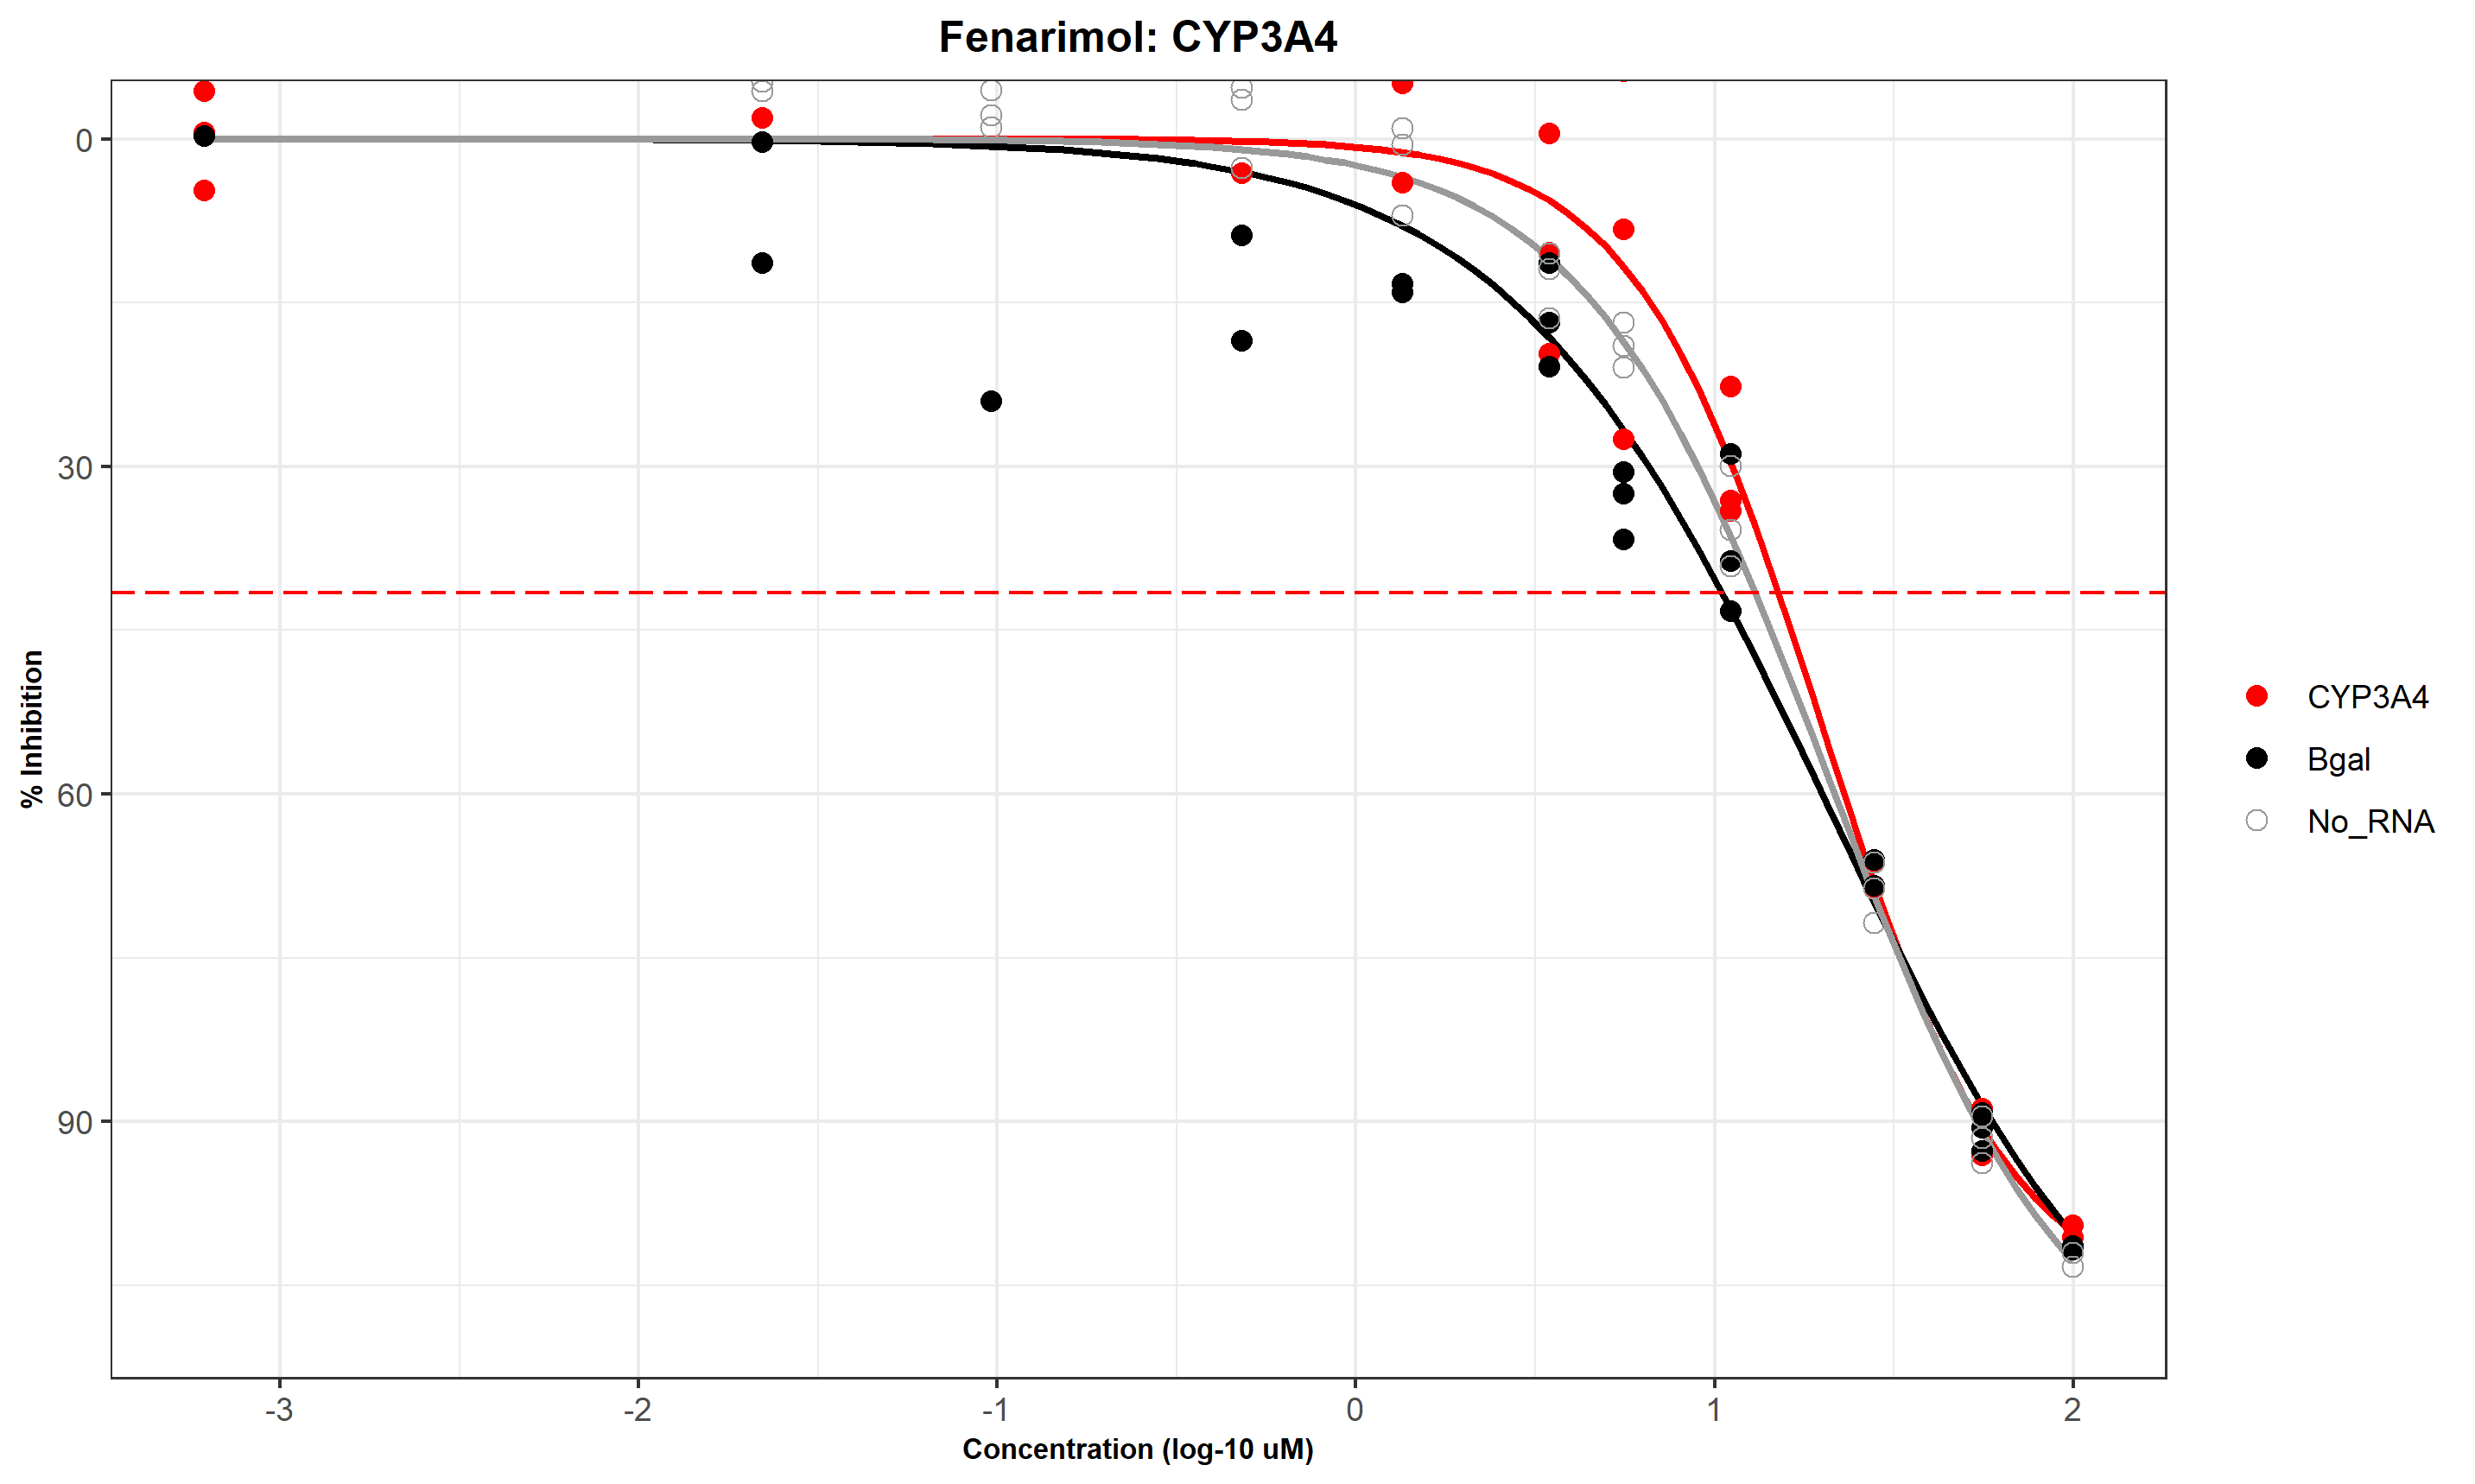 Fenarimol: CYP3A4
% Inhibition
0
30
60
90
-3
-2
-1
0
1
2
Concentration (log-10 uM)
CYP3A4
Bgal
No_RNA